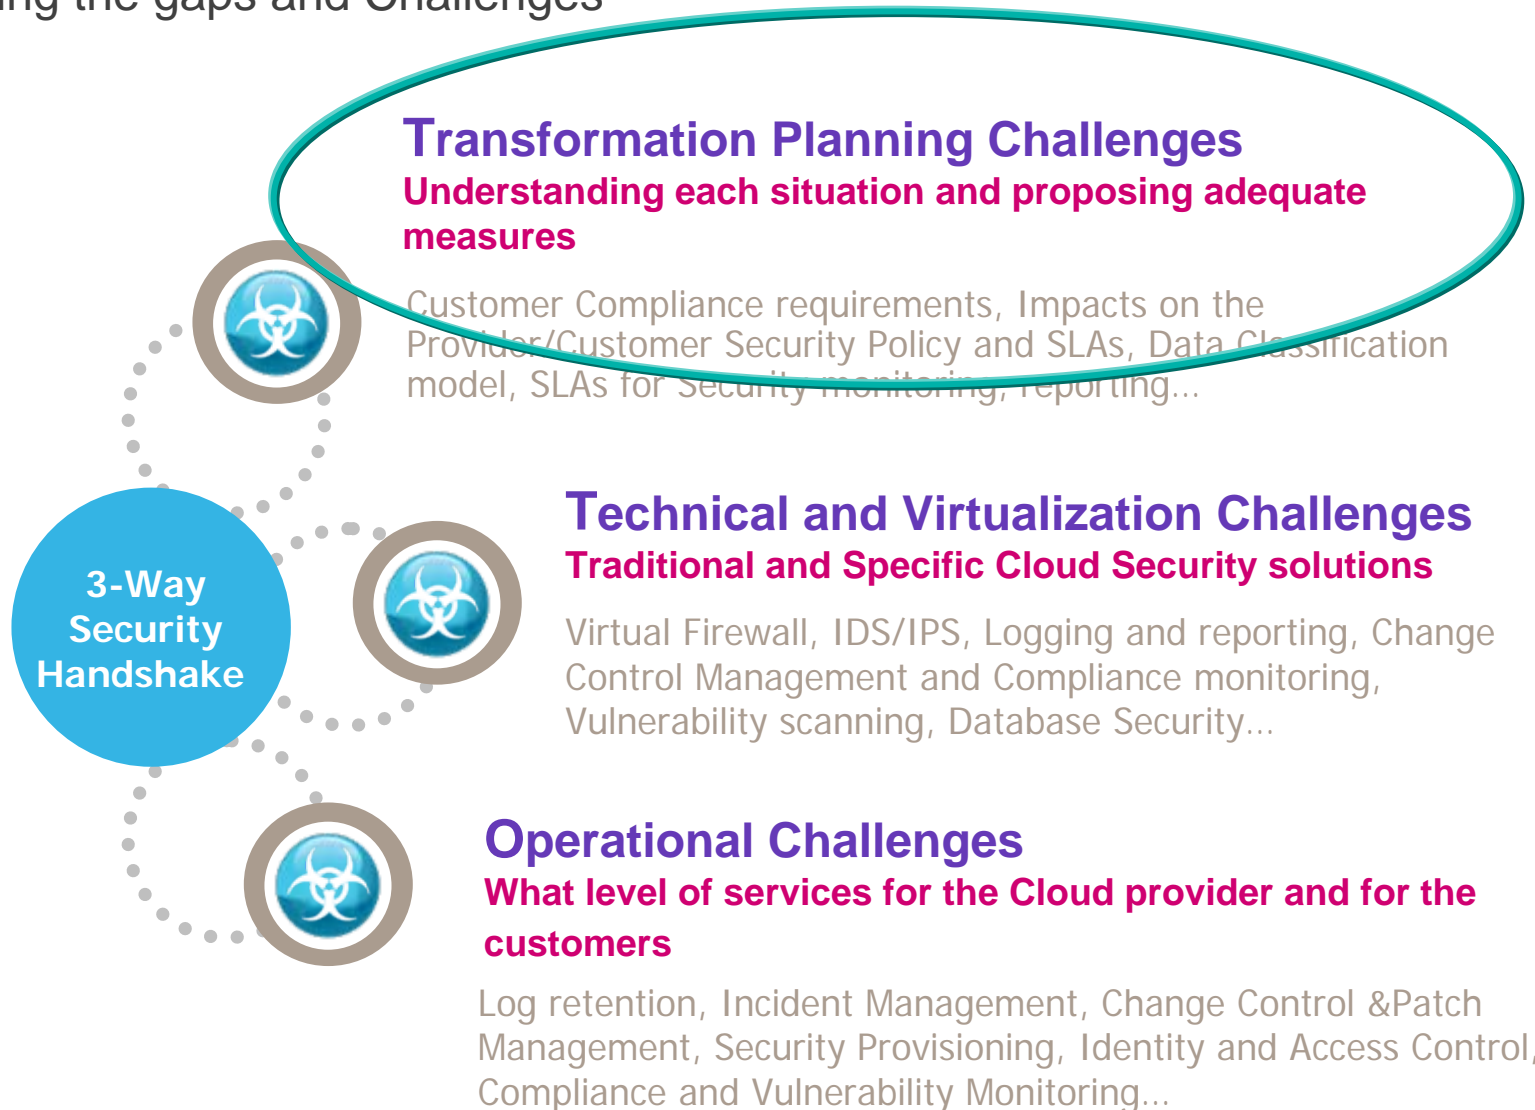 the gaps and Challenges
Transformation Planning Challenges
Understanding each situation and proposing adequate
measures
Customer Compliance requirements, Impacts on the
Provider/Customer Security Policy and SLAs, Data Classification
model, SLAs for Security monitoring, reporting...
Technical and Virtualization Challenges
Traditional and Specific Cloud Security solutions
Virtual Firewall, IDS/IPS, Logging and reporting, Change
Control Management and Compliance monitoring,
Vulnerability scanning, Database Security...
3-Way
Security
Handshake
Operational Challenges
What level of services for the Cloud provider and for the
customers
Log retention, Incident Management, Change Control &Patch
Management, Security Provisioning, Identity and Access Control,
Compliance and Vulnerability Monitoring...